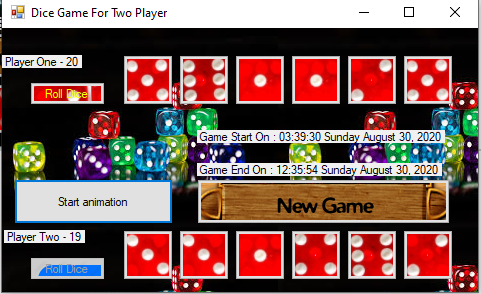 Dice Game For Two Player
Player One - 20
Roll Dice
Game Start On : 03:39:30 Sunday August 30, 2020
Game End On : 12:35:54 Sunday August 30, 2020
Start animation
New Game
Player Two - 19
Roll Dice